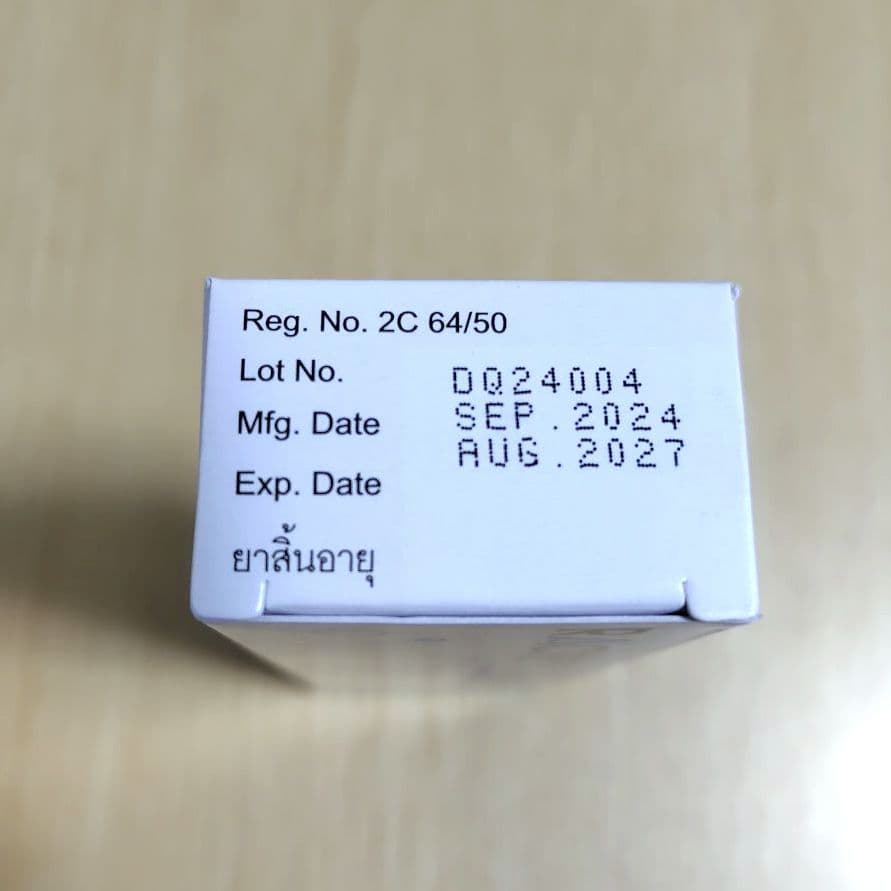 Reg. No. 2C 64/50
Lot No. DQ24004
Mfg. Date SEP.2024
Exp. Date AUG.2027
ยาสิ้นอายุ